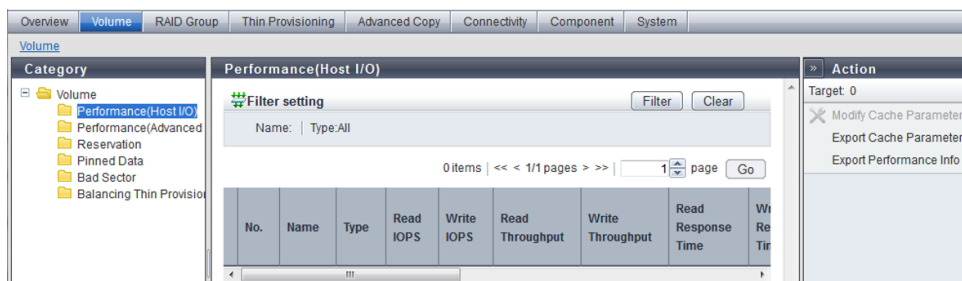 Overview Volume RAID Group Thin Provisioning Advanced Copy Connectivity Component System
Volume
Category
Volume
Performance(Host I/O)
Performance(Advanced
Reservation
Pinned Data
Bad Sector
Balancing Thin Provision
Performance(Host I/O)
Filter setting Filter Clear
Name: | Type:All
0 items | << < 1/1 pages > >> | 1 page Go
No. Name Type Read IOPS Write IOPS Read Throughput Write Throughput Read Response Time
» Action
Target: 0
Modify Cache Parameter
Export Cache Parameter
Export Performance Info